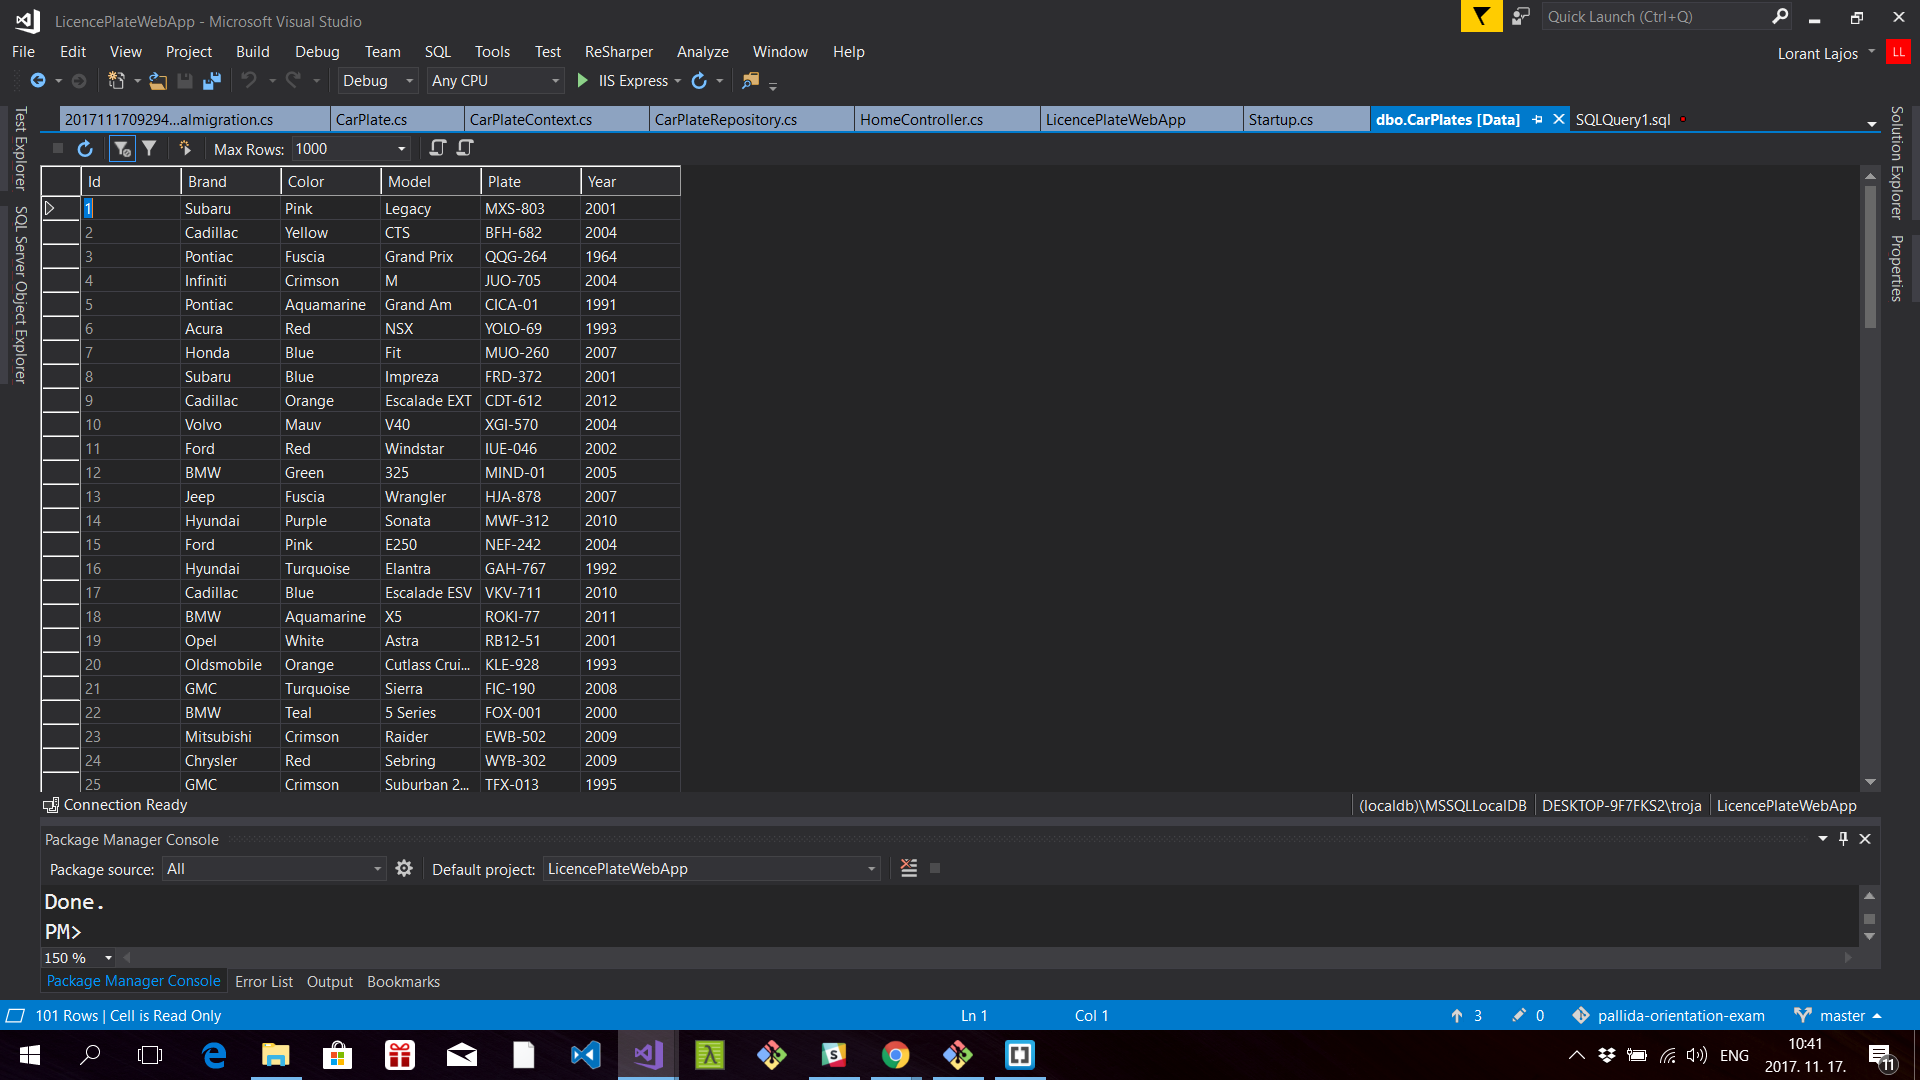 LicencePlateWebApp - Microsoft Visual Studio
Quick Launch (Ctrl+Q)
File Edit View Project Build Debug Team SQL Tools Test ReSharper Analyze Window Help
Lorant Lajos LL
Debug Any CPU IIS Express
2017111709294...almigration.cs CarPlate.cs CarPlateContext.cs CarPlateRepository.cs HomeController.cs LicencePlateWebApp Startup.cs dbo.CarPlates [Data] SQLQuery1.sql
Test Explorer
SQL Server Object Explorer
Solution Explorer
Properties
Max Rows: 1000
Id Brand Color Model Plate Year
1 Subaru Pink Legacy MXS-803 2001
2 Cadillac Yellow CTS BFH-682 2004
3 Pontiac Fuscia Grand Prix QQG-264 1964
4 Infiniti Crimson M JUO-705 2004
5 Pontiac Aquamarine Grand Am CICA-01 1991
6 Acura Red NSX YOLO-69 1993
7 Honda Blue Fit MUO-260 2007
8 Subaru Blue Impreza FRD-372 2001
9 Cadillac Orange Escalade EXT CDT-612 2012
10 Volvo Mauv V40 XGI-570 2004
11 Ford Red Windstar IUE-046 2002
12 BMW Green 325 MIND-01 2005
13 Jeep Fuscia Wrangler HJA-878 2007
14 Hyundai Purple Sonata MWF-312 2010
15 Ford Pink E250 NEF-242 2004
16 Hyundai Turquoise Elantra GAH-767 1992
17 Cadillac Blue Escalade ESV VKV-711 2010
18 BMW Aquamarine X5 ROKI-77 2011
19 Opel White Astra RB12-51 2001
20 Oldsmobile Orange Cutlass Crui... KLE-928 1993
21 GMC Turquoise Sierra FIC-190 2008
22 BMW Teal 5 Series FOX-001 2000
23 Mitsubishi Crimson Raider EWB-502 2009
24 Chrysler Red Sebring WYB-302 2009
25 GMC Crimson Suburban 2... TFX-013 1995
Connection Ready (localdb)\MSSQLLocalDB DESKTOP-9F7FKS2\troja LicencePlateWebApp
Package Manager Console
Package source: All Default project: LicencePlateWebApp
Done.
PM>
150 %
Package Manager Console Error List Output Bookmarks
101 Rows | Cell is Read Only Ln 1 Col 1 3 0 pallida-orientation-exam master
ENG 10:41
2017. 11. 17. 11